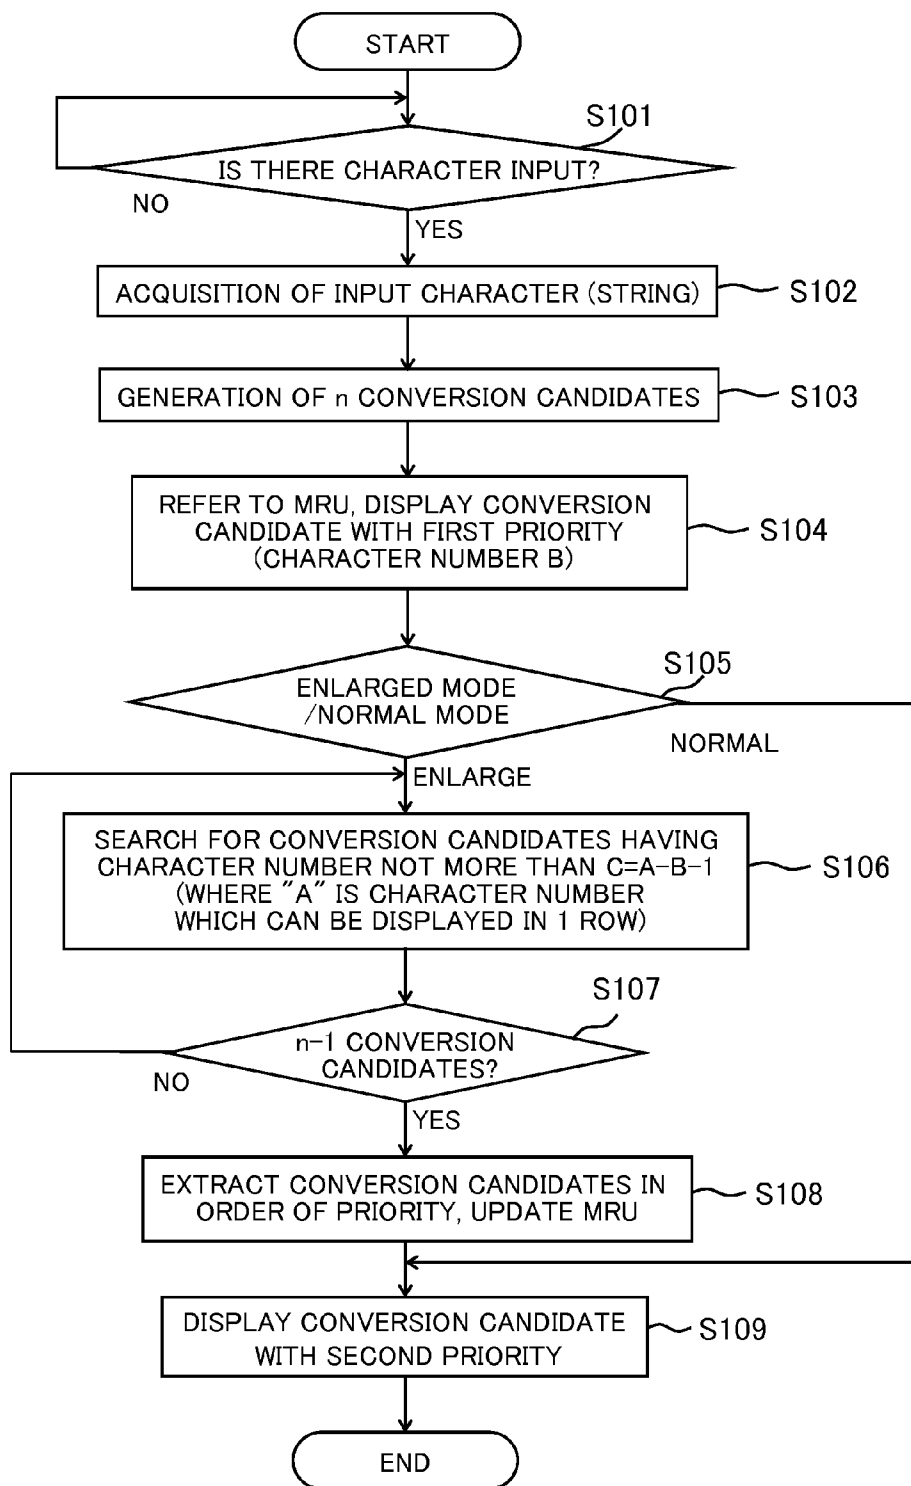 START
S101
IS THERE CHARACTER INPUT?
NO
YES
ACQUISITION OF INPUT CHARACTER (STRING)
S102
GENERATION OF n CONVERSION CANDIDATES
S103
REFER TO MRU, DISPLAY CONVERSION
CANDIDATE WITH FIRST PRIORITY
(CHARACTER NUMBER B)
S104
S105
ENLARGED MODE
/NORMAL MODE
NORMAL
ENLARGE
SEARCH FOR CONVERSION CANDIDATES HAVING
CHARACTER NUMBER NOT MORE THAN C=A-B-1
(WHERE "A" IS CHARACTER NUMBER
WHICH CAN BE DISPLAYED IN 1 ROW)
S106
S107
n-1 CONVERSION
CANDIDATES?
NO
YES
EXTRACT CONVERSION CANDIDATES IN
ORDER OF PRIORITY, UPDATE MRU
S108
DISPLAY CONVERSION CANDIDATE
WITH SECOND PRIORITY
S109
END